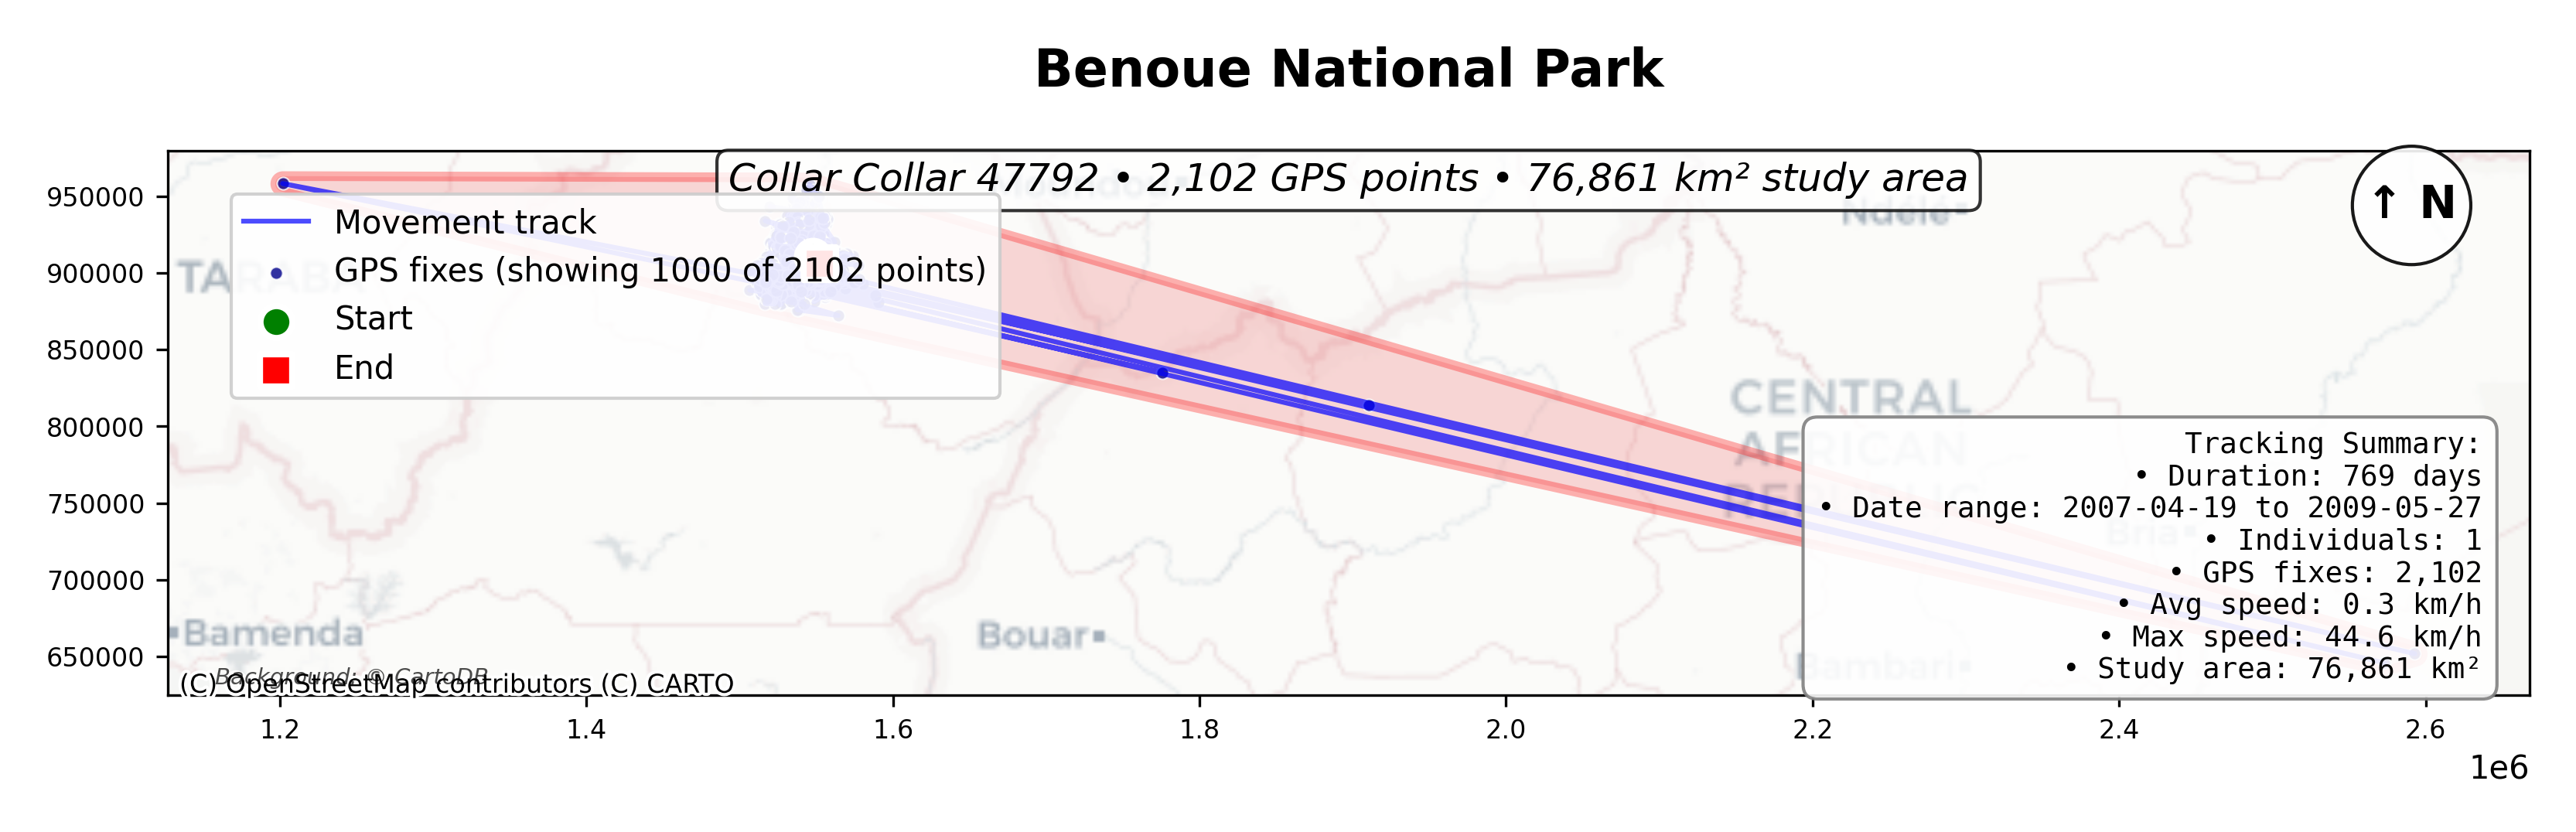 Benoue National Park
Collar Collar 47792 • 2,102 GPS points • 76,861 km² study area
↑ N
Ndélé
Movement track
GPS fixes (showing 1000 of 2102 points)
Start
End
TARABA
CENTRAL
AFRICAN
REPUBLIC
Bria
Bambari
Bamenda
Bouar
Tracking Summary:
• Duration: 769 days
• Date range: 2007-04-19 to 2009-05-27
• Individuals: 1
• GPS fixes: 2,102
• Avg speed: 0.3 km/h
• Max speed: 44.6 km/h
• Study area: 76,861 km²
Background: © CartoDB
(C) OpenStreetMap contributors (C) CARTO
950000
900000
850000
800000
750000
700000
650000
1.2 1.4 1.6 1.8 2.0 2.2 2.4 2.6
1e6